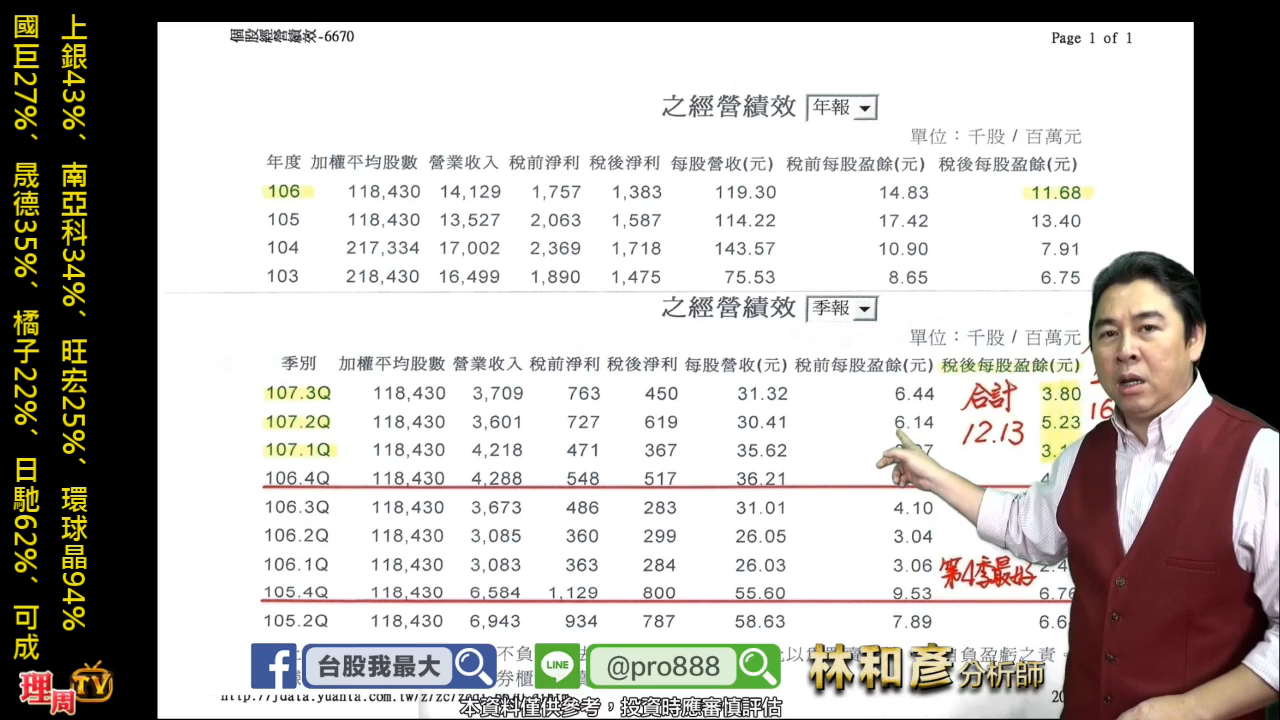 上銀43%、南亞科34%、旺宏25%、環球晶94%
國巨27%、晟德35%、橘子22%、日馳62%、可成
個股經營績效-6670
Page 1 of 1
之經營績效 年報
單位：千股 / 百萬元
年度 加權平均股數 營業收入 稅前淨利 稅後淨利 每股營收(元) 稅前每股盈餘(元) 稅後每股盈餘(元)
106 118,430 14,129 1,757 1,383 119.30 14.83 11.68
105 118,430 13,527 2,063 1,587 114.22 17.42 13.40
104 217,334 17,002 2,369 1,718 143.57 10.90 7.91
103 218,430 16,499 1,890 1,475 75.53 8.65 6.75
之經營績效 季報
單位：千股 / 百萬元
季別 加權平均股數 營業收入 稅前淨利 稅後淨利 每股營收(元) 稅前每股盈餘(元) 稅後每股盈餘(元)
107.3Q 118,430 3,709 763 450 31.32 6.44 3.80
合計
16
107.2Q 118,430 3,601 727 619 30.41 6.14 5.23
12.13
107.1Q 118,430 4,218 471 367 35.62
106.4Q 118,430 4,288 548 517 36.21
106.3Q 118,430 3,673 486 283 31.01 4.10
106.2Q 118,430 3,085 360 299 26.05 3.04
106.1Q 118,430 3,083 363 284 26.03 3.06
第4季最好
105.4Q 118,430 6,584 1,129 800 55.60 9.53 6.76
105.2Q 118,430 6,943 934 787 58.63 7.89
台股我最大
LINE @pro888
林和彥分析師
理周TV
本資料僅供參考，投資時應審慎評估